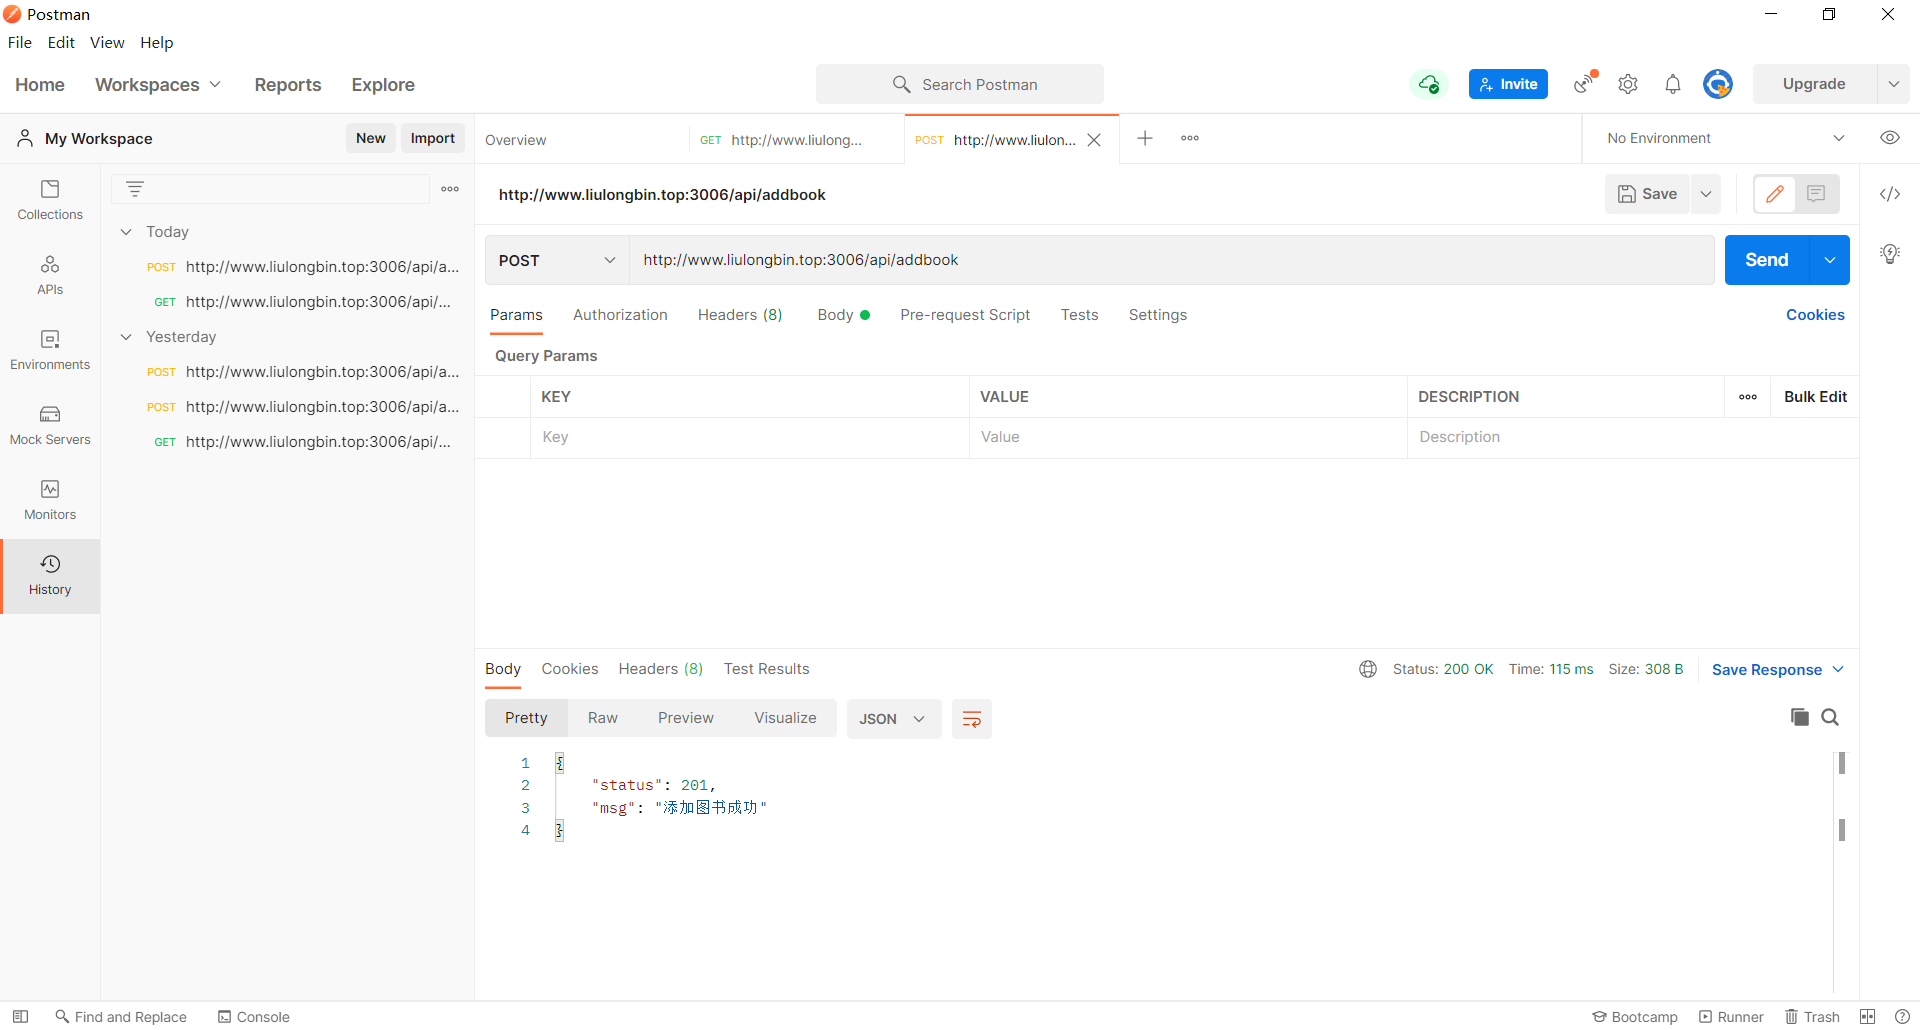 Postman
File Edit View Help
Home Workspaces Reports Explore Search Postman Invite Upgrade
My Workspace New Import Overview GET http://www.liulong... POST http://www.liulon... No Environment
Collections
APIs
Environments
Mock Servers
Monitors
History
Today
POST http://www.liulongbin.top:3006/api/a...
GET http://www.liulongbin.top:3006/api/...
Yesterday
POST http://www.liulongbin.top:3006/api/a...
POST http://www.liulongbin.top:3006/api/a...
GET http://www.liulongbin.top:3006/api/...
http://www.liulongbin.top:3006/api/addbook Save
POST http://www.liulongbin.top:3006/api/addbook Send
Params Authorization Headers (8) Body Pre-request Script Tests Settings Cookies
Query Params
KEY VALUE DESCRIPTION Bulk Edit
Key Value Description
Body Cookies Headers (8) Test Results Status: 200 OK Time: 115 ms Size: 308 B Save Response
Pretty Raw Preview Visualize JSON
1 {
2 "status": 201,
3 "msg": "添加图书成功"
4 }
Find and Replace Console Bootcamp Runner Trash